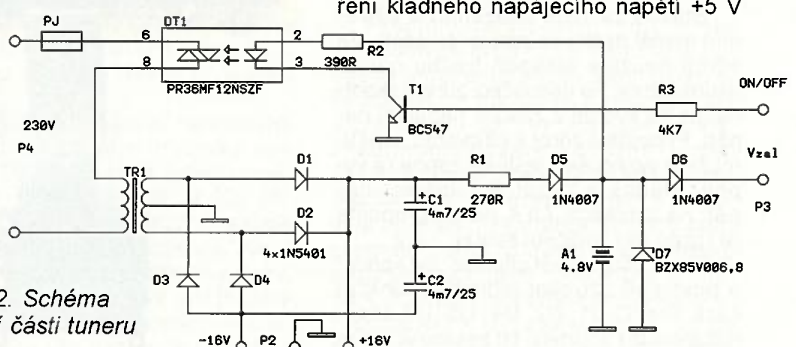 ření kladného napájecího napětí +5 V
PJ
DT1
6
2
8
3
R2
390R
PR36MF12NSZF
T1
BC547
R3
4K7
ON/OFF
230V
P4
TR1
D1
D2
4x1N5401
D3
D4
C1
4m7/25
C2
4m7/25
R1
270R
D5
1N4007
D6
1N4007
Vzal
P3
A1
4.8V
D7
BZX85V006,8
2. Schéma
části tuneru
-16V
P2
+16V